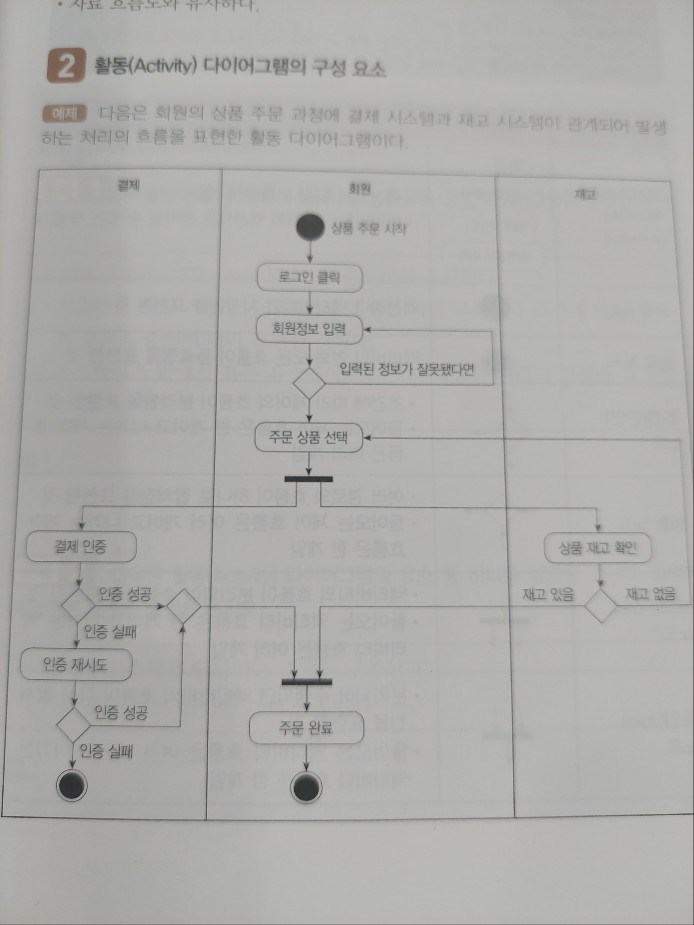 • 자료 흐름도와 유사하다.
2 활동(Activity) 다이어그램의 구성 요소
예제 다음은 회원의 상품 주문 과정에 결제 시스템과 재고 시스템이 관계되어 발생
하는 처리의 흐름을 표현한 활동 다이어그램이다.
결제 회원 재고
상품 주문 시작
로그인 클릭
회원정보 입력
입력된 정보가 잘못됐다면
주문 상품 선택
결제 인증 상품 재고 확인
인증 성공 재고 있음 재고 없음
인증 실패
인증 재시도
인증 성공 주문 완료
인증 실패